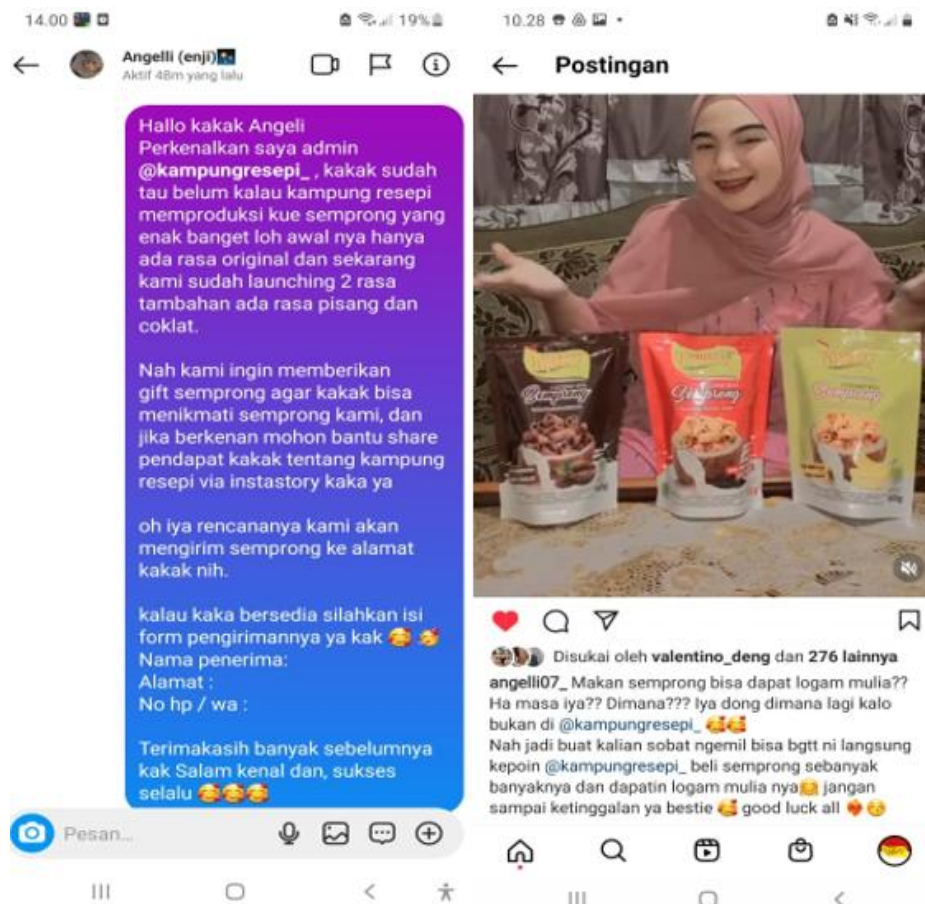 14.00
19%
Angelli (enji)
Aktif 48m yang lalu
Hallo kakak Angeli
Perkenalkan saya admin
@kampungresepi_ , kakak sudah
tau belum kalau kampung resepi
memproduksi kue semprong yang
enak banget loh awal nya hanya
ada rasa original dan sekarang
kami sudah launching 2 rasa
tambahan ada rasa pisang dan
coklat.
Nah kami ingin memberikan
gift semprong agar kakak bisa
menikmati semprong kami, dan
jika berkenan mohon bantu share
pendapat kakak tentang kampung
resepi via instastory kaka ya
oh iya rencananya kami akan
mengirim semprong ke alamat
kakak nih.
kalau kaka bersedia silahkan isi
form pengirimannya ya kak 🥰 🥳
Nama penerima:
Alamat :
No hp / wa :
Terimakasih banyak sebelumnya
kak Salam kenal dan, sukses
selalu 🥰🥰🥰
Pesan...
10.28
Postingan
Semprong
Semprong
Semprong
Disukai oleh valentino_deng dan 276 lainnya
angelli07_ Makan semprong bisa dapat logam mulia??
Ha masa iya?? Dimana??? Iya dong dimana lagi kalo
bukan di @kampungresepi_ 🥰🥰
Nah jadi buat kalian sobat ngemil bisa bgtt ni langsung
kepoin @kampungresepi_ beli semprong sebanyak
banyaknya dan dapatin logam mulia nya🤗 jangan
sampai ketinggalan ya bestie 🥰 good luck all ❤️‍🔥😚